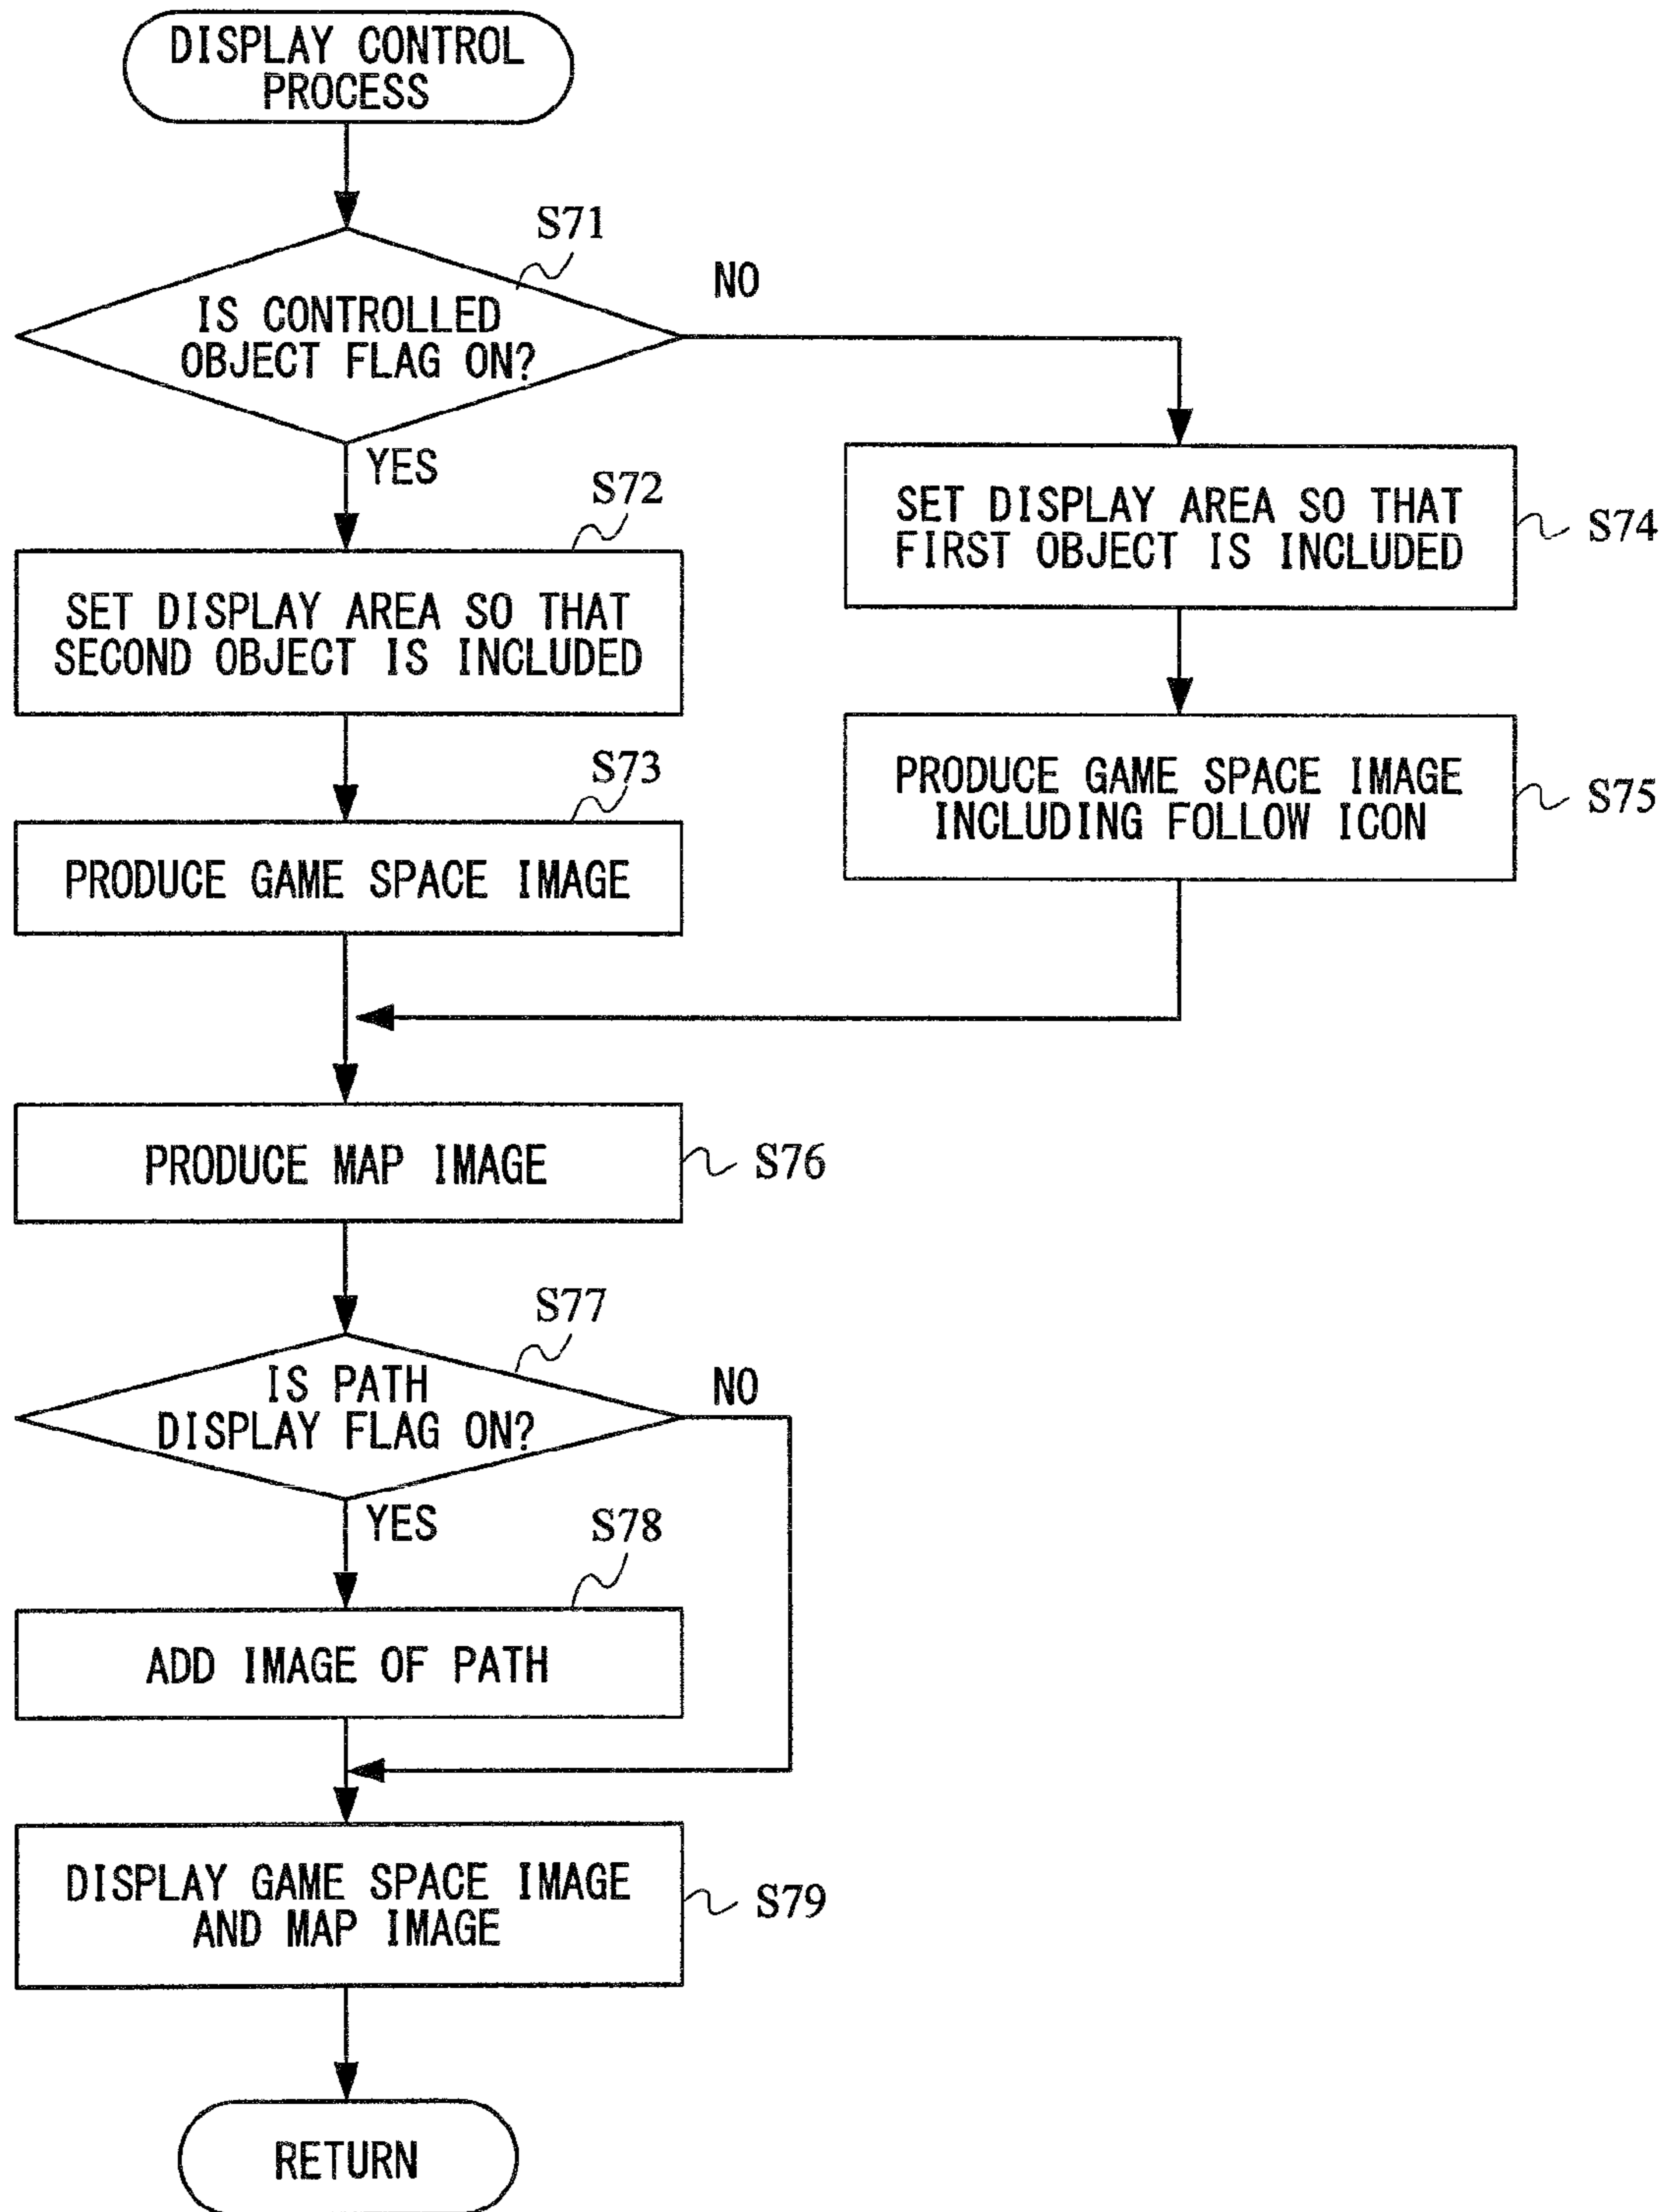 DISPLAY CONTROL
PROCESS
S71
NO
IS CONTROLLED
OBJECT FLAG ON?
YES
S72
SET DISPLAY AREA SO THAT
SECOND OBJECT IS INCLUDED
SET DISPLAY AREA SO THAT
FIRST OBJECT IS INCLUDED
S74
S73
PRODUCE GAME SPACE IMAGE
PRODUCE GAME SPACE IMAGE
INCLUDING FOLLOW ICON
S75
PRODUCE MAP IMAGE
S76
S77
IS PATH
DISPLAY FLAG ON?
NO
YES
S78
ADD IMAGE OF PATH
DISPLAY GAME SPACE IMAGE
AND MAP IMAGE
S79
RETURN